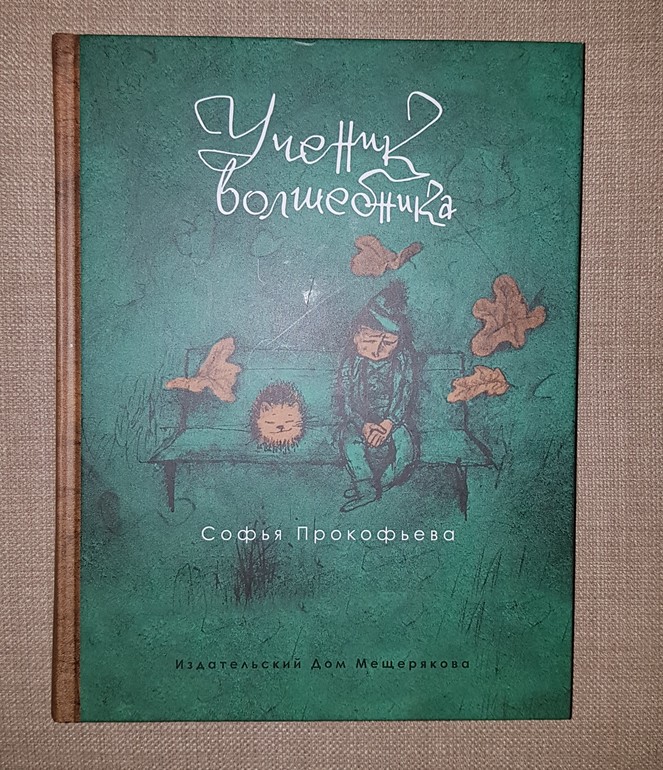 Ученик
волшебника
Софья Прокофьева
Издательский Дом Мещерякова